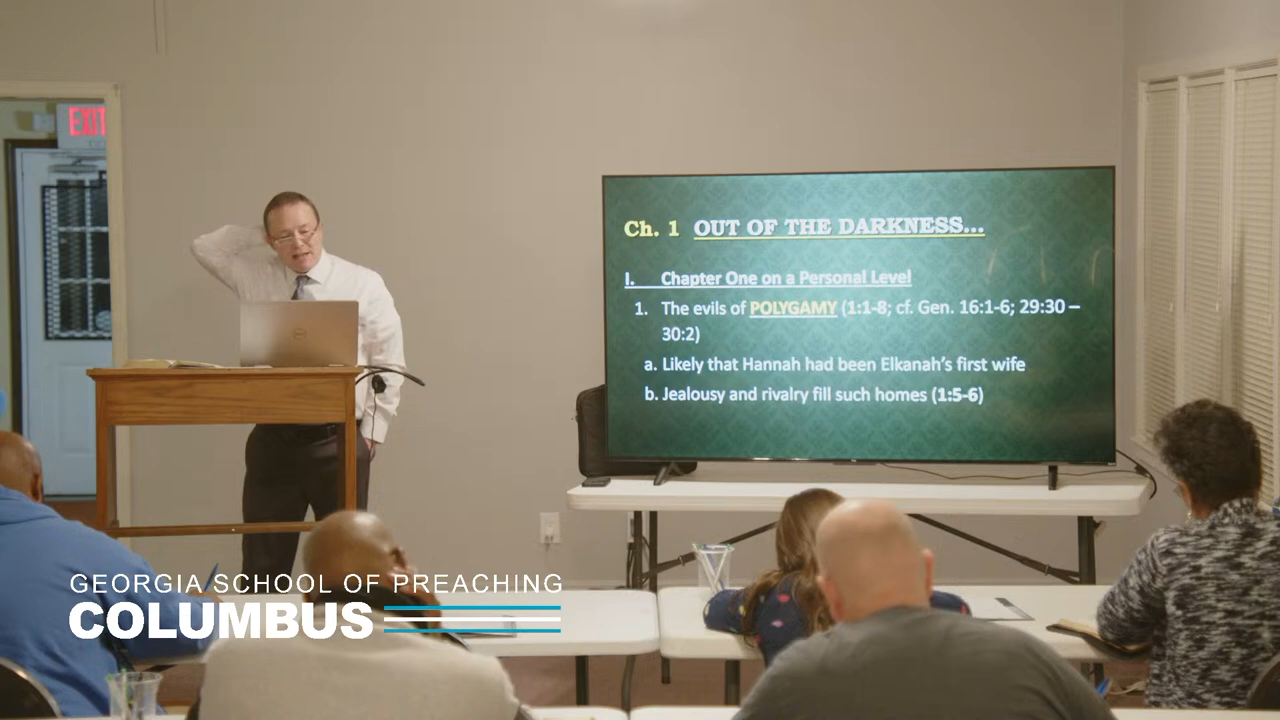 EXIT
Ch. 1 OUT OF THE DARKNESS...
I. Chapter One on a Personal Level
1. The evils of POLYGAMY (1:1-8; cf. Gen. 16:1-6; 29:30 –
30:2)
a. Likely that Hannah had been Elkanah's first wife
b. Jealousy and rivalry fill such homes (1:5-6)
GEORGIA SCHOOL OF PREACHING
COLUMBUS